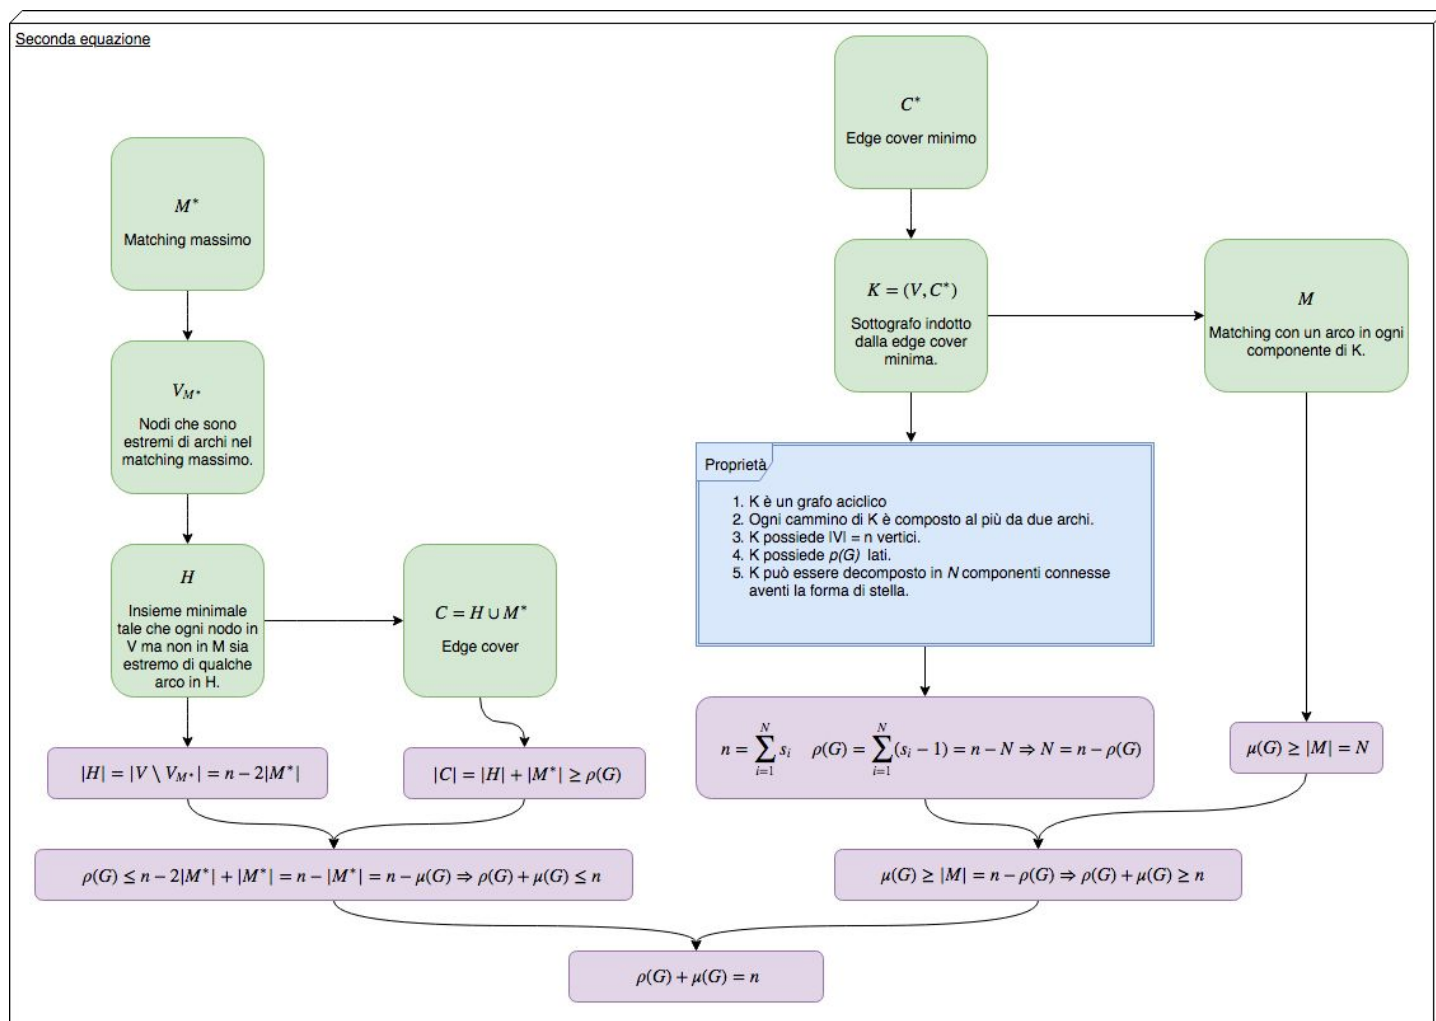 Seconda equazione
C*
Edge cover minimo
M*
Matching massimo
K = (V, C*)
Sottografo indotto
dalla edge cover
minima.
M
Matching con un arco in ogni
componente di K.
V_{M*}
Nodi che sono
estremi di archi nel
matching massimo.
Proprietà
1. K è un grafo aciclico
2. Ogni cammino di K è composto al più da due archi.
3. K possiede |V| = n vertici.
4. K possiede ρ(G) lati.
5. K può essere decomposto in N componenti connesse
aventi la forma di stella.
H
Insieme minimale
tale che ogni nodo in
V ma non in M sia
estremo di qualche
arco in H.
C = H ∪ M*
Edge cover
|H| = |V \ V_{M*}| = n − 2|M*|
|C| = |H| + |M*| ≥ ρ(G)
n = ∑_{i=1}^{N} s_i ρ(G) = ∑_{i=1}^{N} (s_i − 1) = n − N ⇒ N = n − ρ(G)
μ(G) ≥ |M| = N
ρ(G) ≤ n − 2|M*| + |M*| = n − |M*| = n − μ(G) ⇒ ρ(G) + μ(G) ≤ n
μ(G) ≥ |M| = n − ρ(G) ⇒ ρ(G) + μ(G) ≥ n
ρ(G) + μ(G) = n